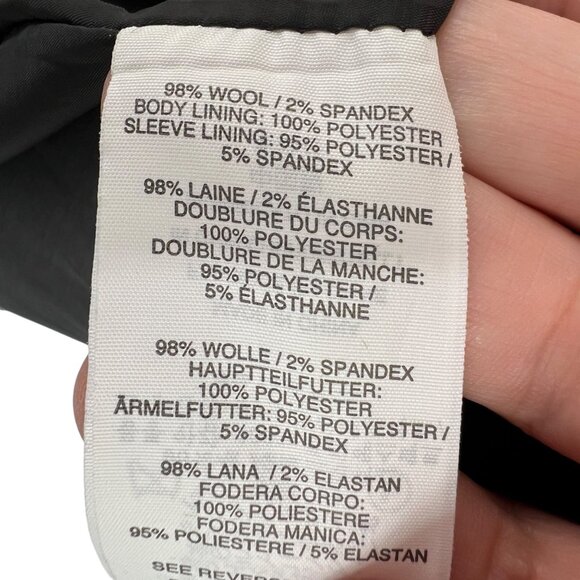 98% WOOL / 2% SPANDEX
BODY LINING: 100% POLYESTER
SLEEVE LINING: 95% POLYESTER /
5% SPANDEX
98% LAINE / 2% ÉLASTHANNE
DOUBLURE DU CORPS:
100% POLYESTER
DOUBLURE DE LA MANCHE:
95% POLYESTER /
5% ÉLASTHANNE
98% WOLLE / 2% SPANDEX
HAUPTTEILFUTTER:
100% POLYESTER
ÄRMELFUTTER: 95% POLYESTER /
5% SPANDEX
98% LANA / 2% ELASTAN
FODERA CORPO:
100% POLIESTERE
FODERA MANICA:
95% POLIESTERE / 5% ELASTAN
SEE